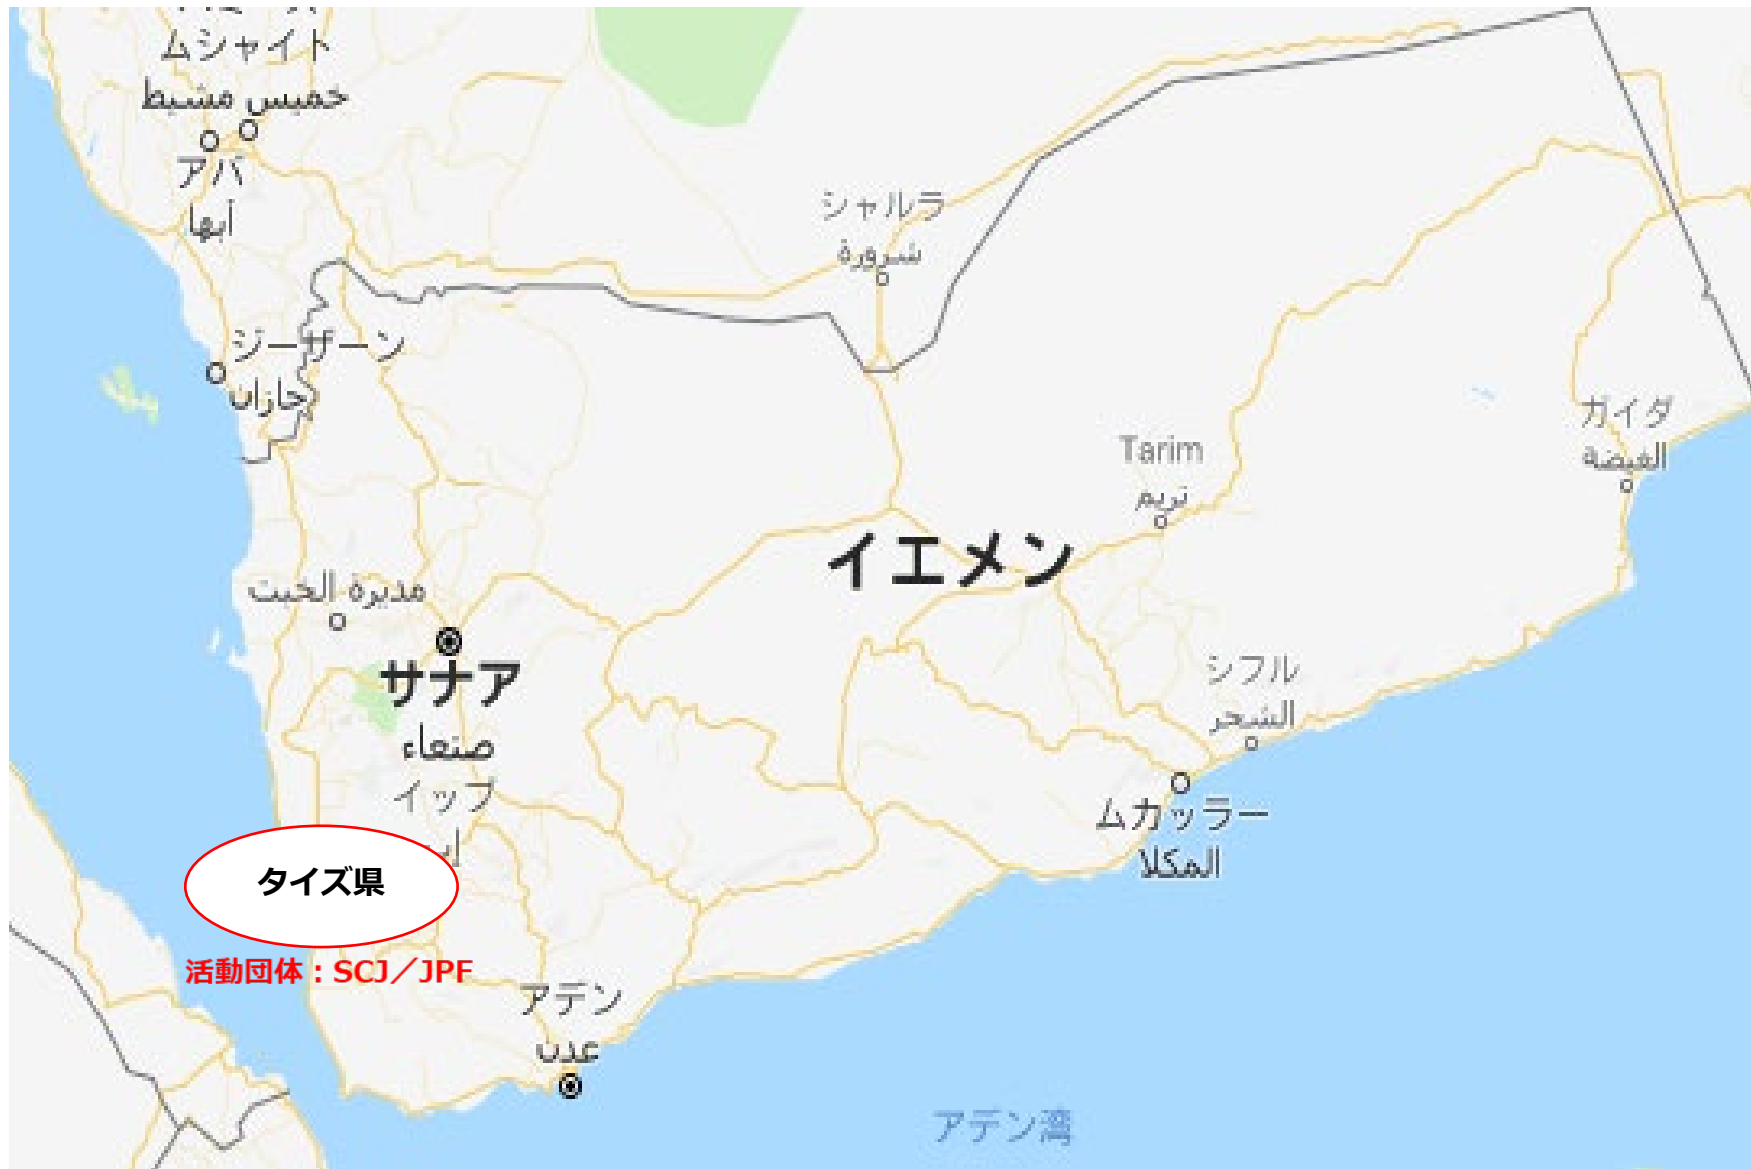 ムシャイト
خميس مشيط
アバ
أبها
シャルラ
شرورة
ジーザーン
جازان
ガイダ
الغيضة
Tarim
تريم
イエメン
مديرة الخبت
サナア
صنعاء
シフル
الشحر
イッブ
ムカッラー
المكلا
タイズ県
活動団体：SCJ／JPF
アデン
عدن
アデン湾